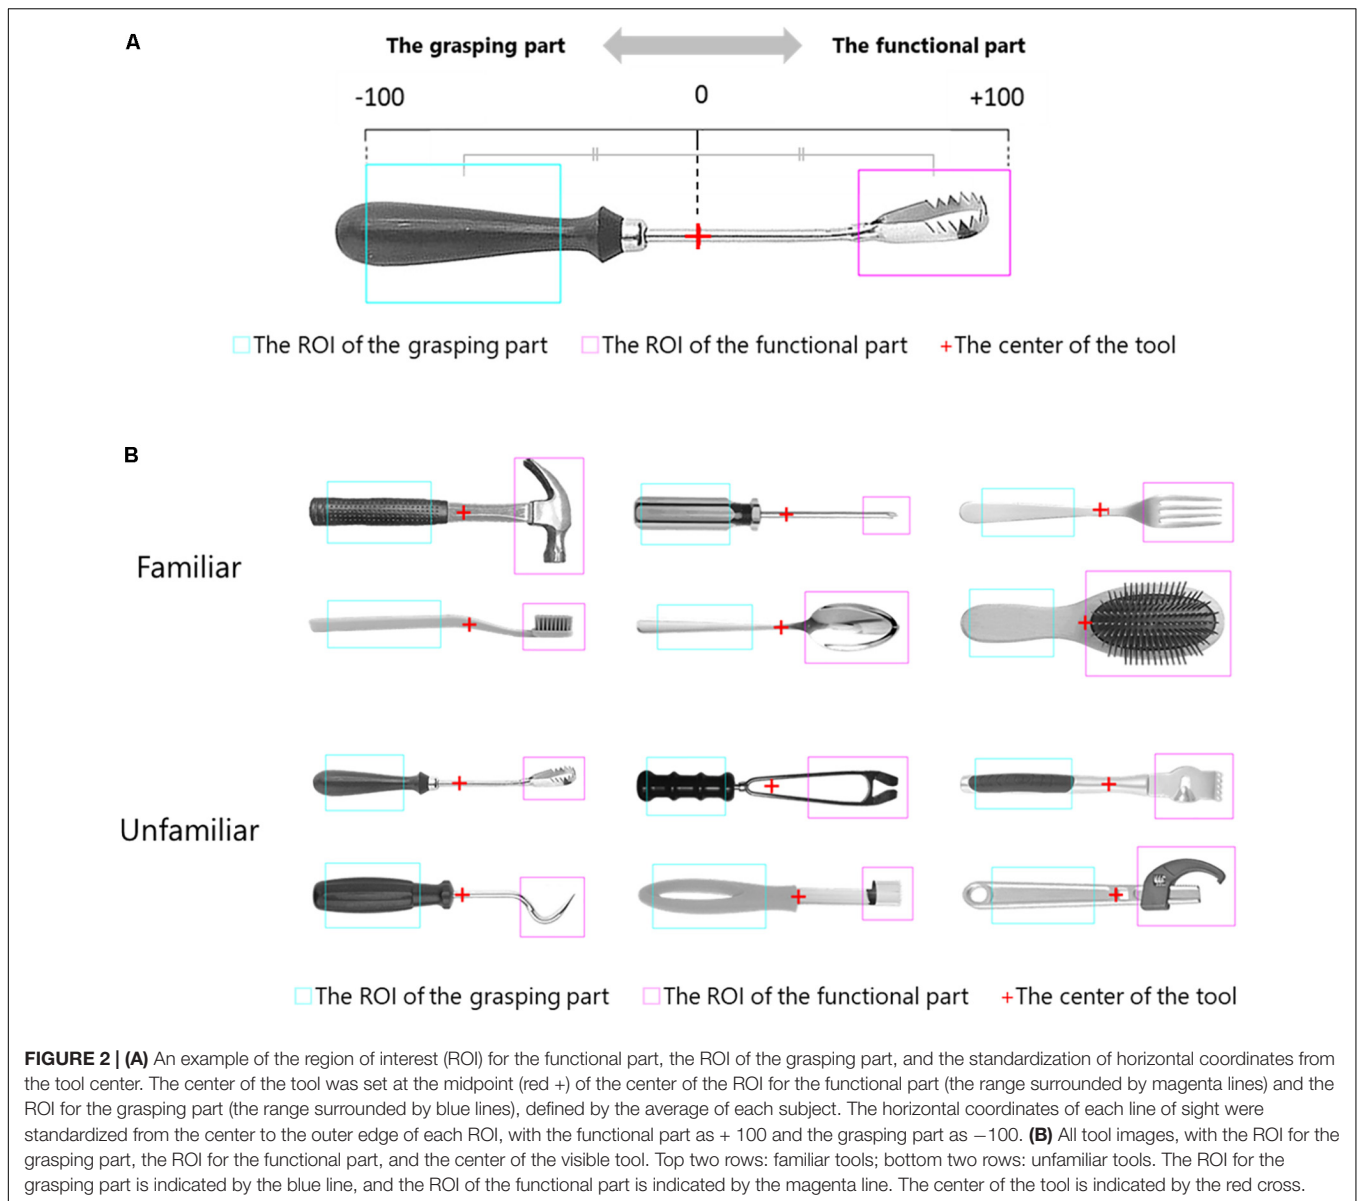 A
The grasping part
The functional part
-100
0
+100
The ROI of the grasping part
The ROI of the functional part
+The center of the tool
B
Familiar
Unfamiliar
The ROI of the grasping part
The ROI of the functional part
+The center of the tool
FIGURE 2 | (A) An example of the region of interest (ROI) for the functional part, the ROI of the grasping part, and the standardization of horizontal coordinates from
the tool center. The center of the tool was set at the midpoint (red +) of the center of the ROI for the functional part (the range surrounded by magenta lines) and the
ROI for the grasping part (the range surrounded by blue lines), defined by the average of each subject. The horizontal coordinates of each line of sight were
standardized from the center to the outer edge of each ROI, with the functional part as + 100 and the grasping part as −100. (B) All tool images, with the ROI for the
grasping part, the ROI for the functional part, and the center of the visible tool. Top two rows: familiar tools; bottom two rows: unfamiliar tools. The ROI for the
grasping part is indicated by the blue line, and the ROI of the functional part is indicated by the magenta line. The center of the tool is indicated by the red cross.